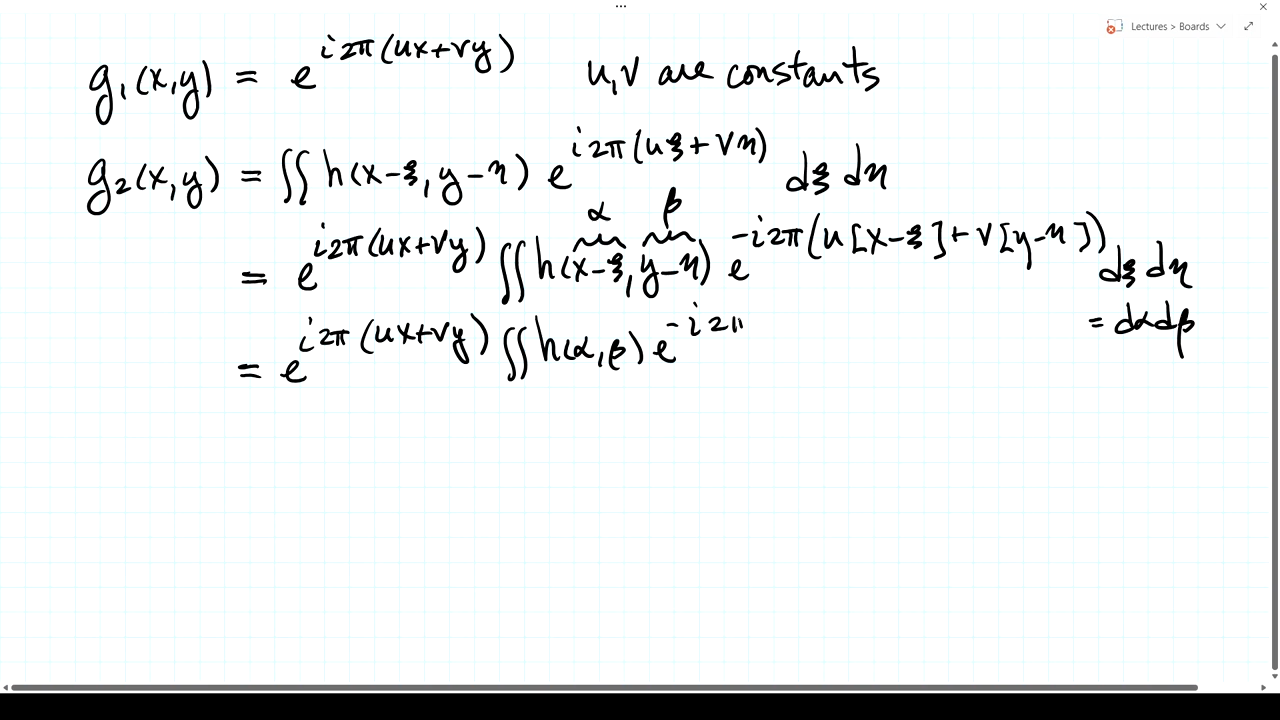 Lectures > Boards
g₁(x,y) = e^{i2π(ux+vy)} u,v are constants
g₂(x,y) = ∬ h(x-ξ, y-η) e^{i2π(uξ+vη)} dξ dη
α β
= e^{i2π(ux+vy)} ∬ h(x-ξ, y-η) e^{-i2π(u[x-ξ]+v[y-η])} dξ dη
= dα dβ
= e^{i2π(ux+vy)} ∬ h(α,β) e^{-i2π